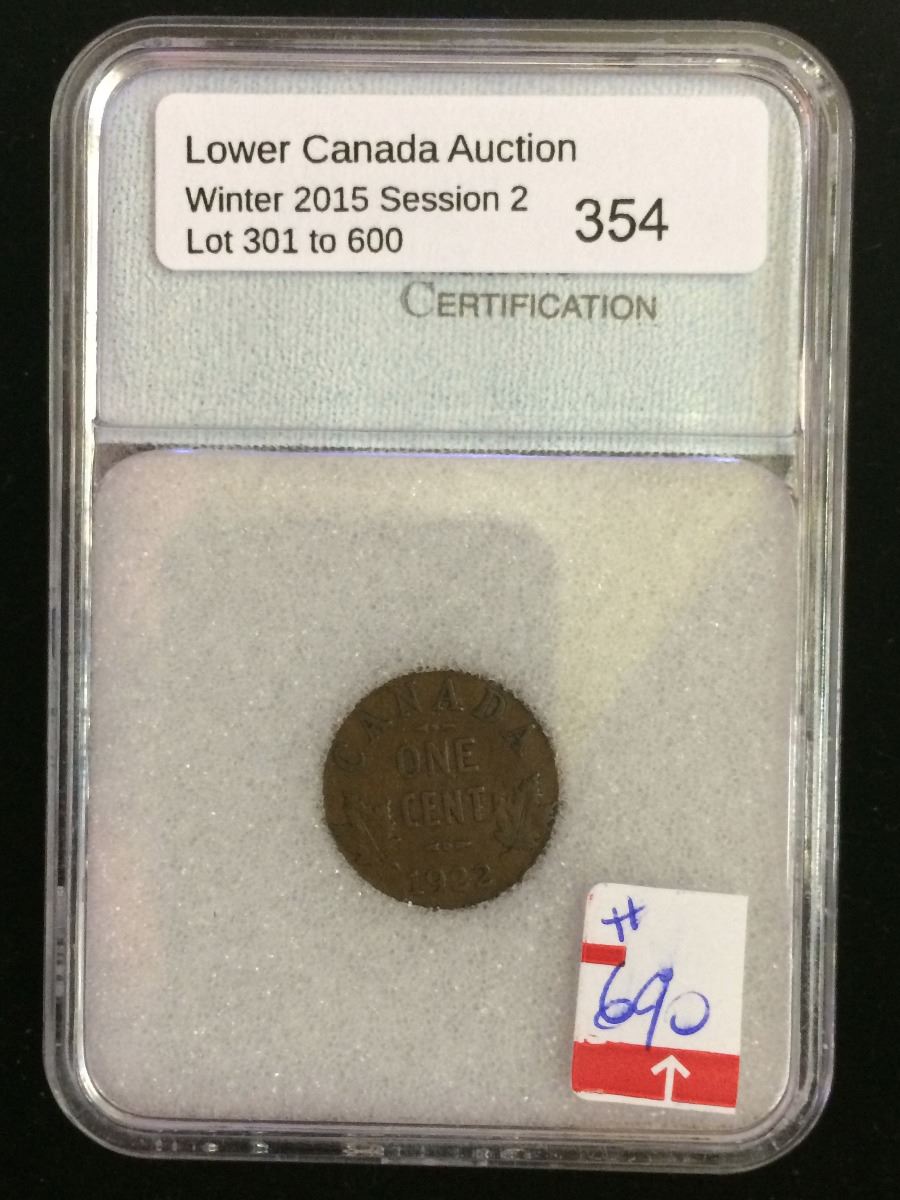 Lower Canada Auction
Winter 2015 Session 2
354
Lot 301 to 600
CERTIFICATION
CANADA
ONE
CENT
1922
#
690